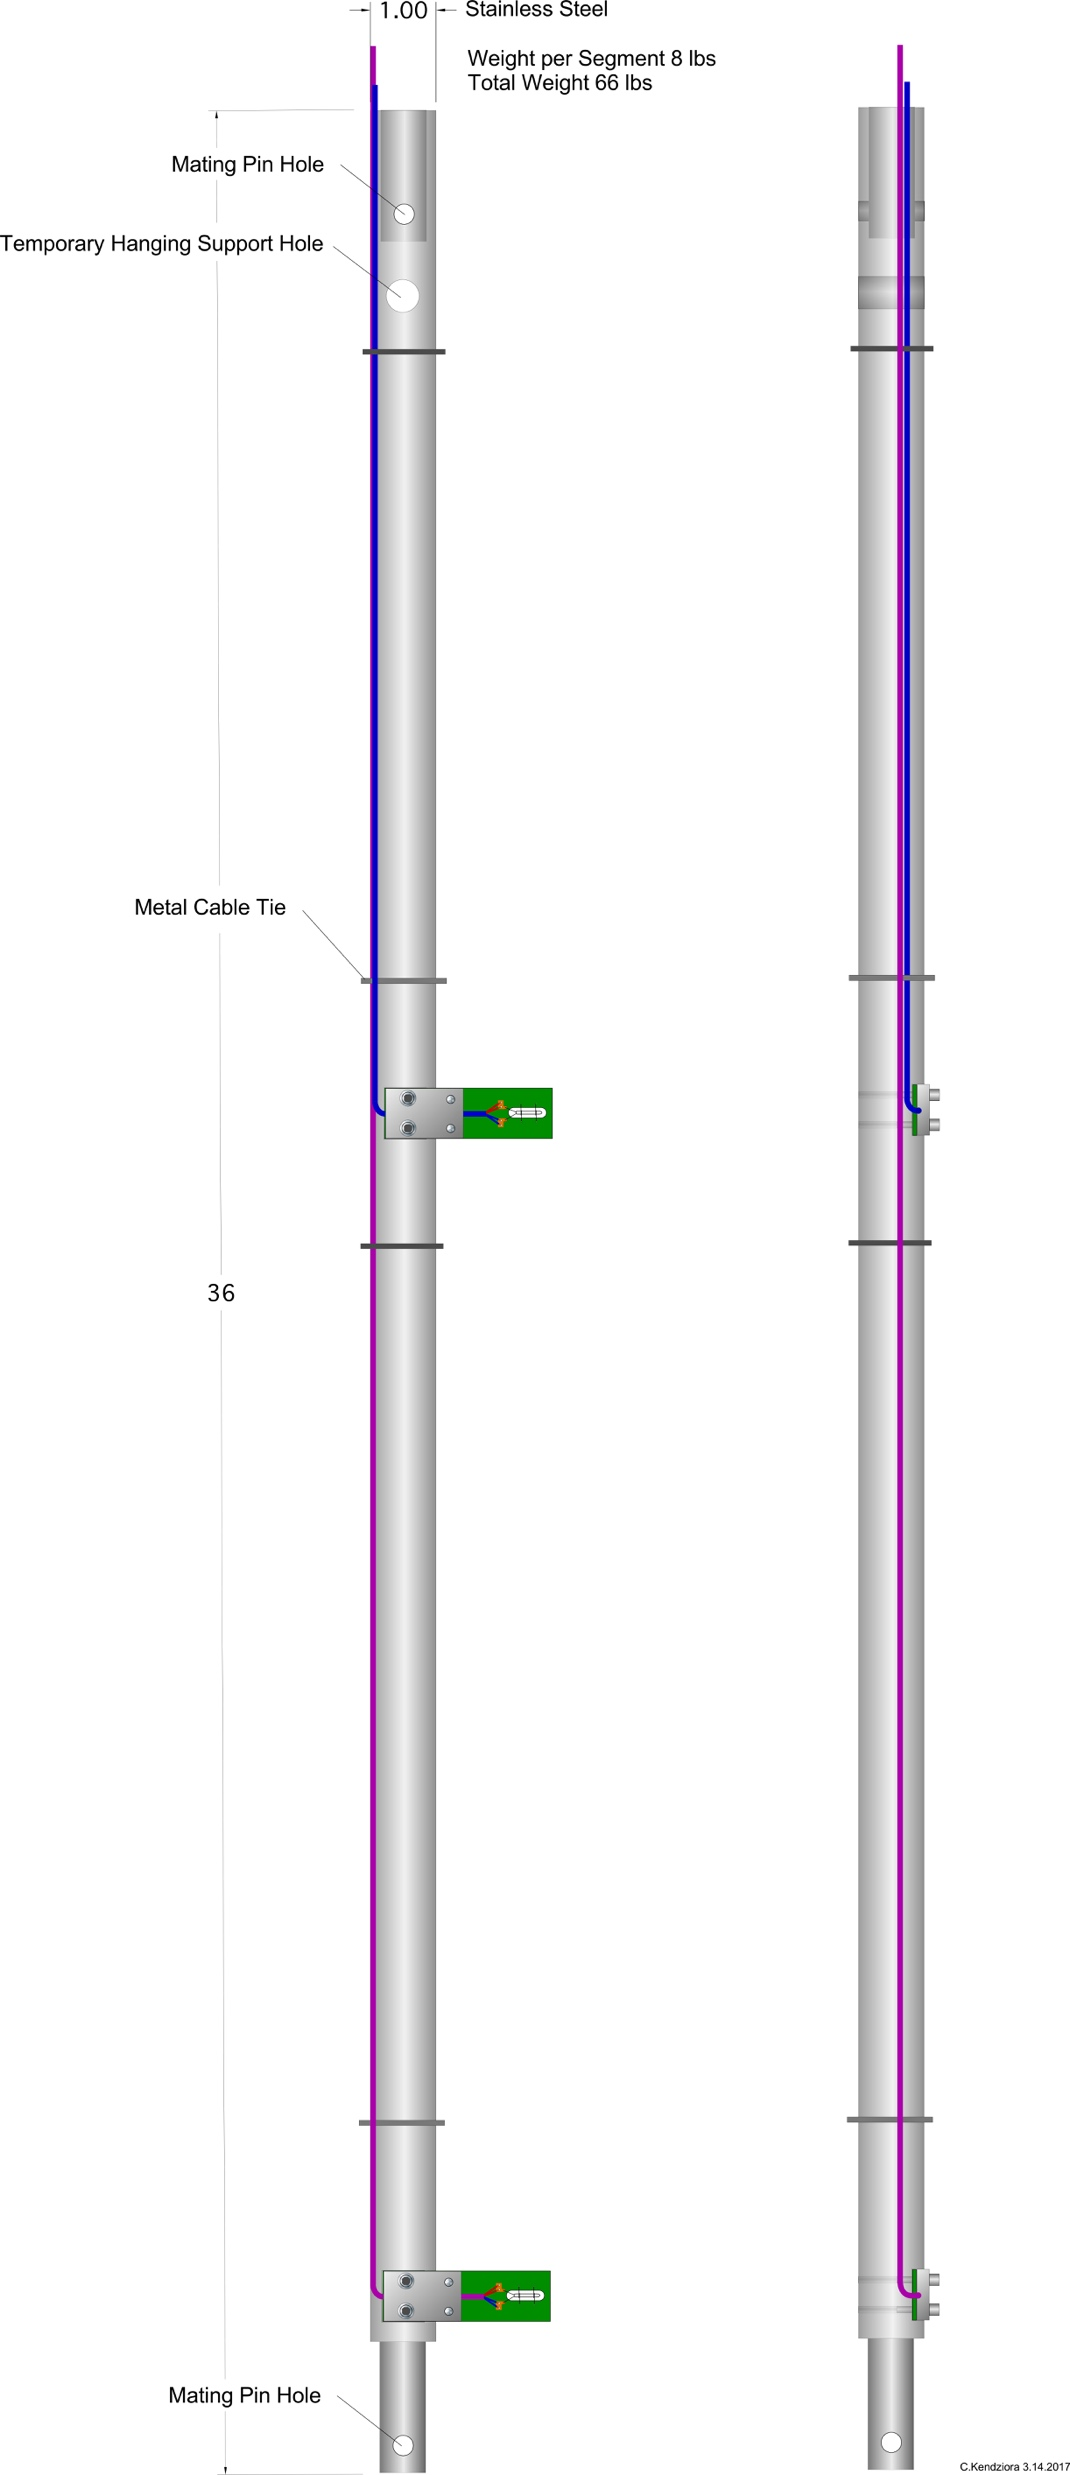 1.00
Stainless Steel
Weight per Segment 8 lbs
Total Weight 66 lbs
Mating Pin Hole
Temporary Hanging Support Hole
Metal Cable Tie
36
Mating Pin Hole
C.Kendziora 3.14.2017